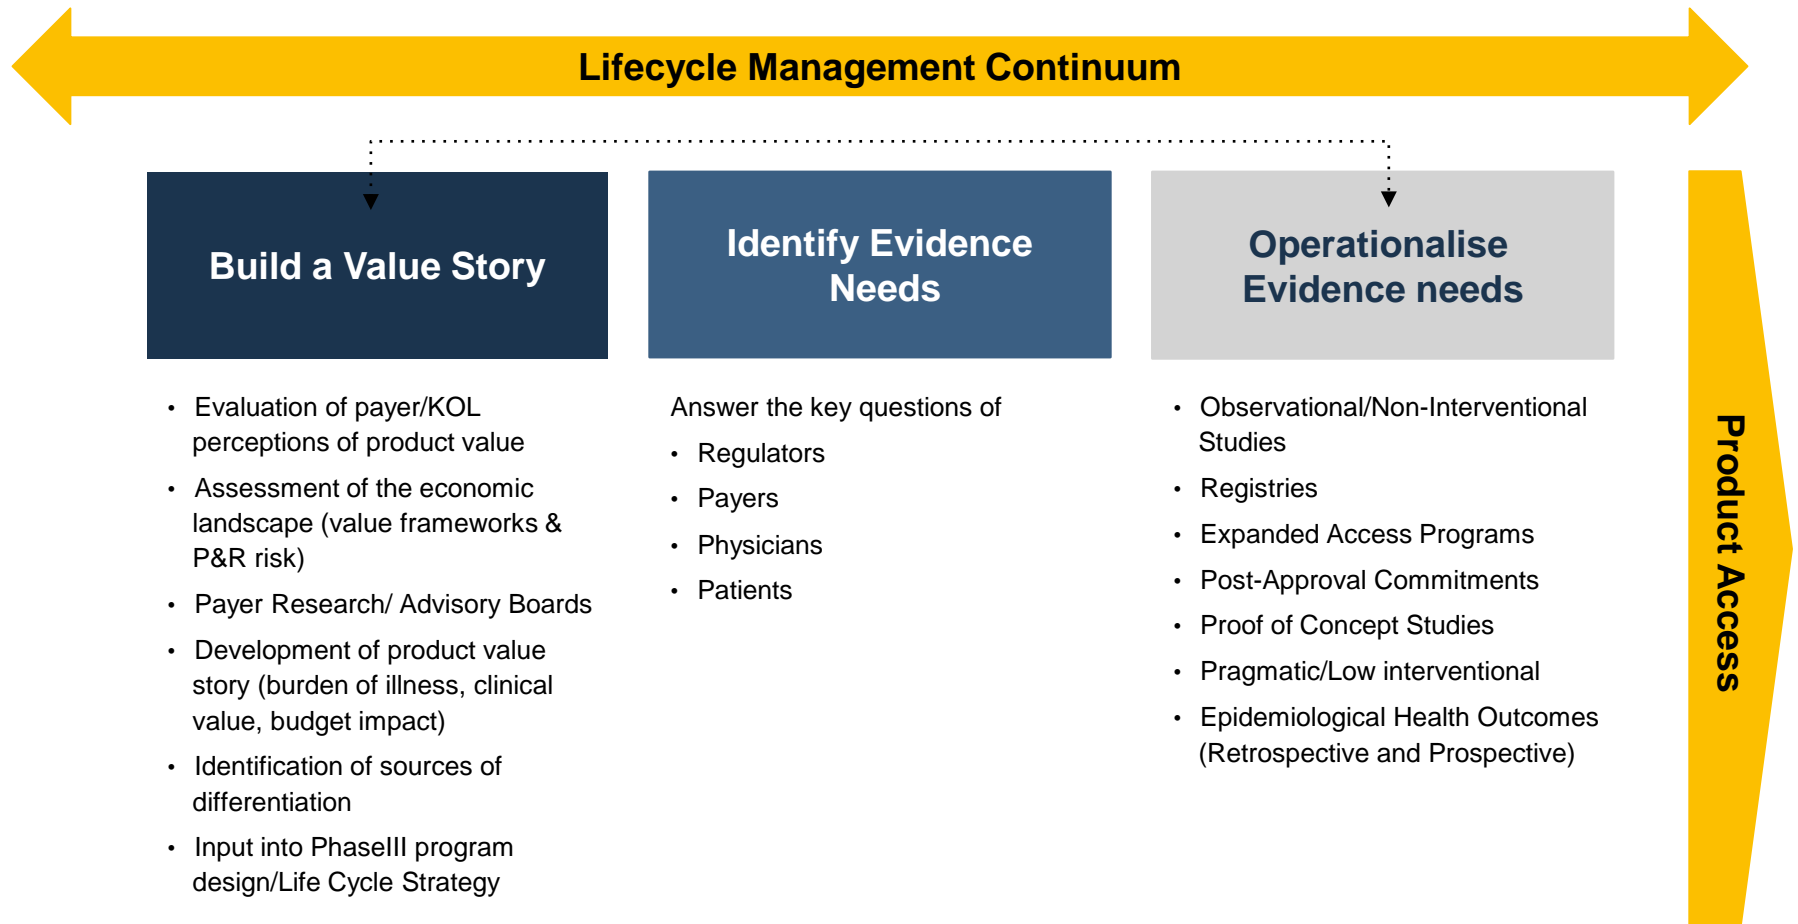 Lifecycle Management Continuum
Build a Value Story
Identify Evidence
Needs
Operationalise
Evidence needs
• Evaluation of payer/KOL
perceptions of product value
• Assessment of the economic
landscape (value frameworks &
P&R risk)
• Payer Research/ Advisory Boards
• Development of product value
story (burden of illness, clinical
value, budget impact)
• Identification of sources of
differentiation
• Input into PhaseIII program
design/Life Cycle Strategy
Answer the key questions of
• Regulators
• Payers
• Physicians
• Patients
• Observational/Non-Interventional
Studies
• Registries
• Expanded Access Programs
• Post-Approval Commitments
• Proof of Concept Studies
• Pragmatic/Low interventional
• Epidemiological Health Outcomes
(Retrospective and Prospective)
Product Access